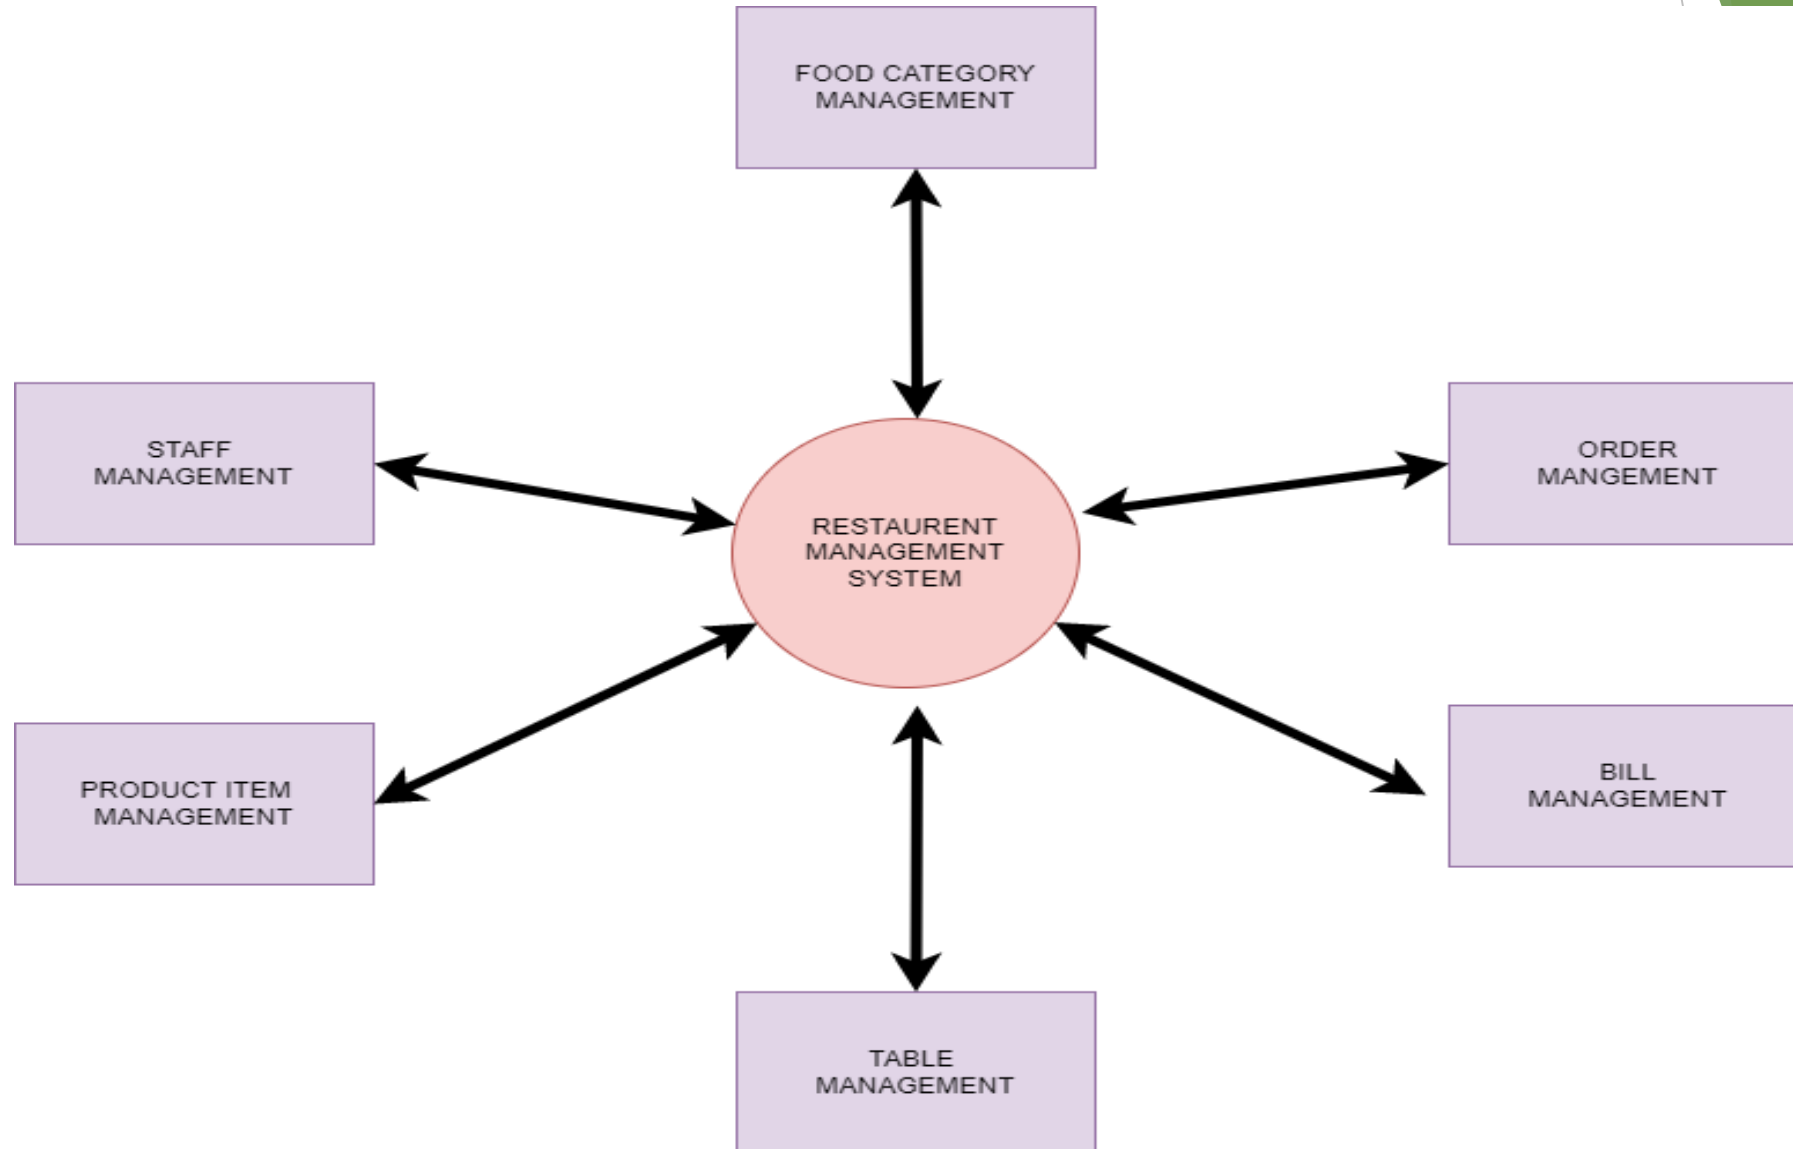 FOOD CATEGORY
MANAGEMENT
STAFF
MANAGEMENT
ORDER
MANGEMENT
RESTAURENT
MANAGEMENT
SYSTEM
PRODUCT ITEM
MANAGEMENT
BILL
MANAGEMENT
TABLE
MANAGEMENT